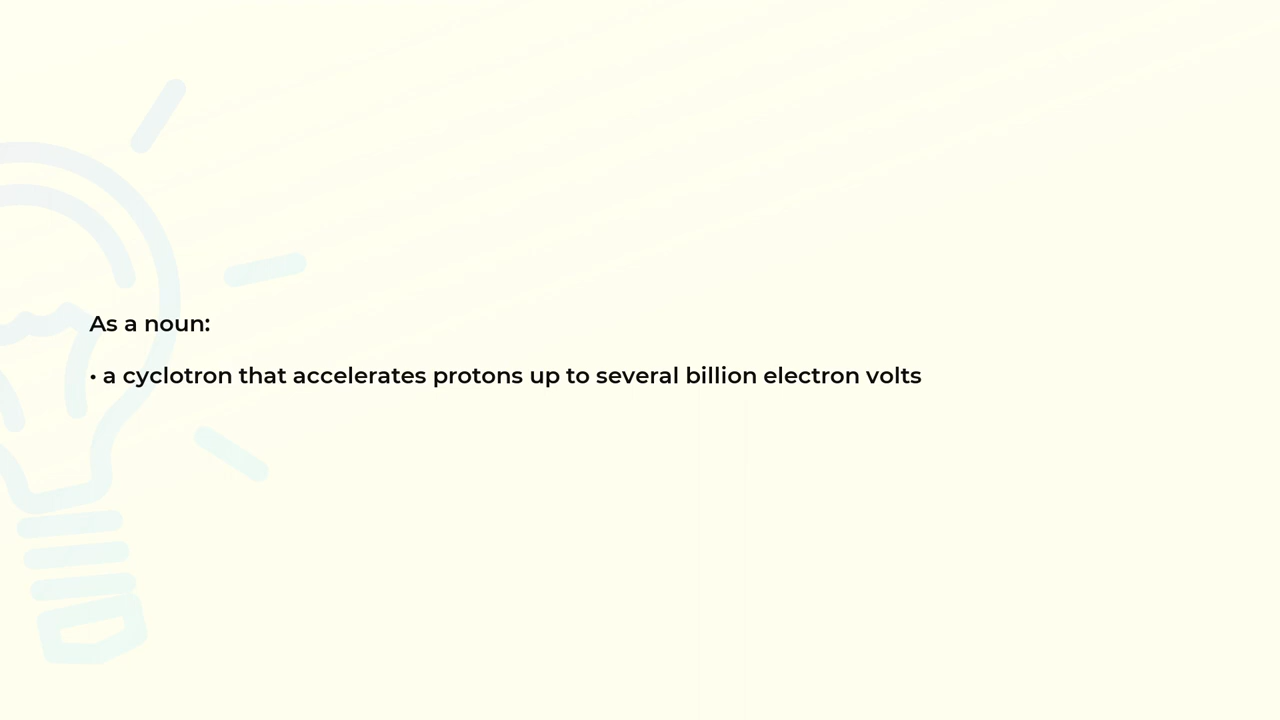 As a noun:
• a cyclotron that accelerates protons up to several billion electron volts